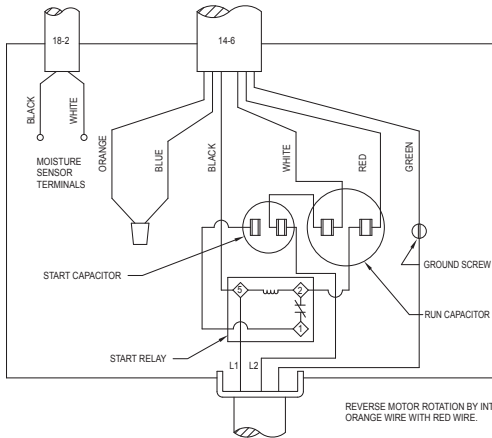 18-2
14-6
BLACK
WHITE
MOISTURE
SENSOR
TERMINALS
ORANGE
BLUE
BLACK
WHITE
RED
GREEN
START CAPACITOR
GROUND SCREW
RUN CAPACITOR
5
2
1
START RELAY
L1
L2
REVERSE MOTOR ROTATION BY INT
ORANGE WIRE WITH RED WIRE.